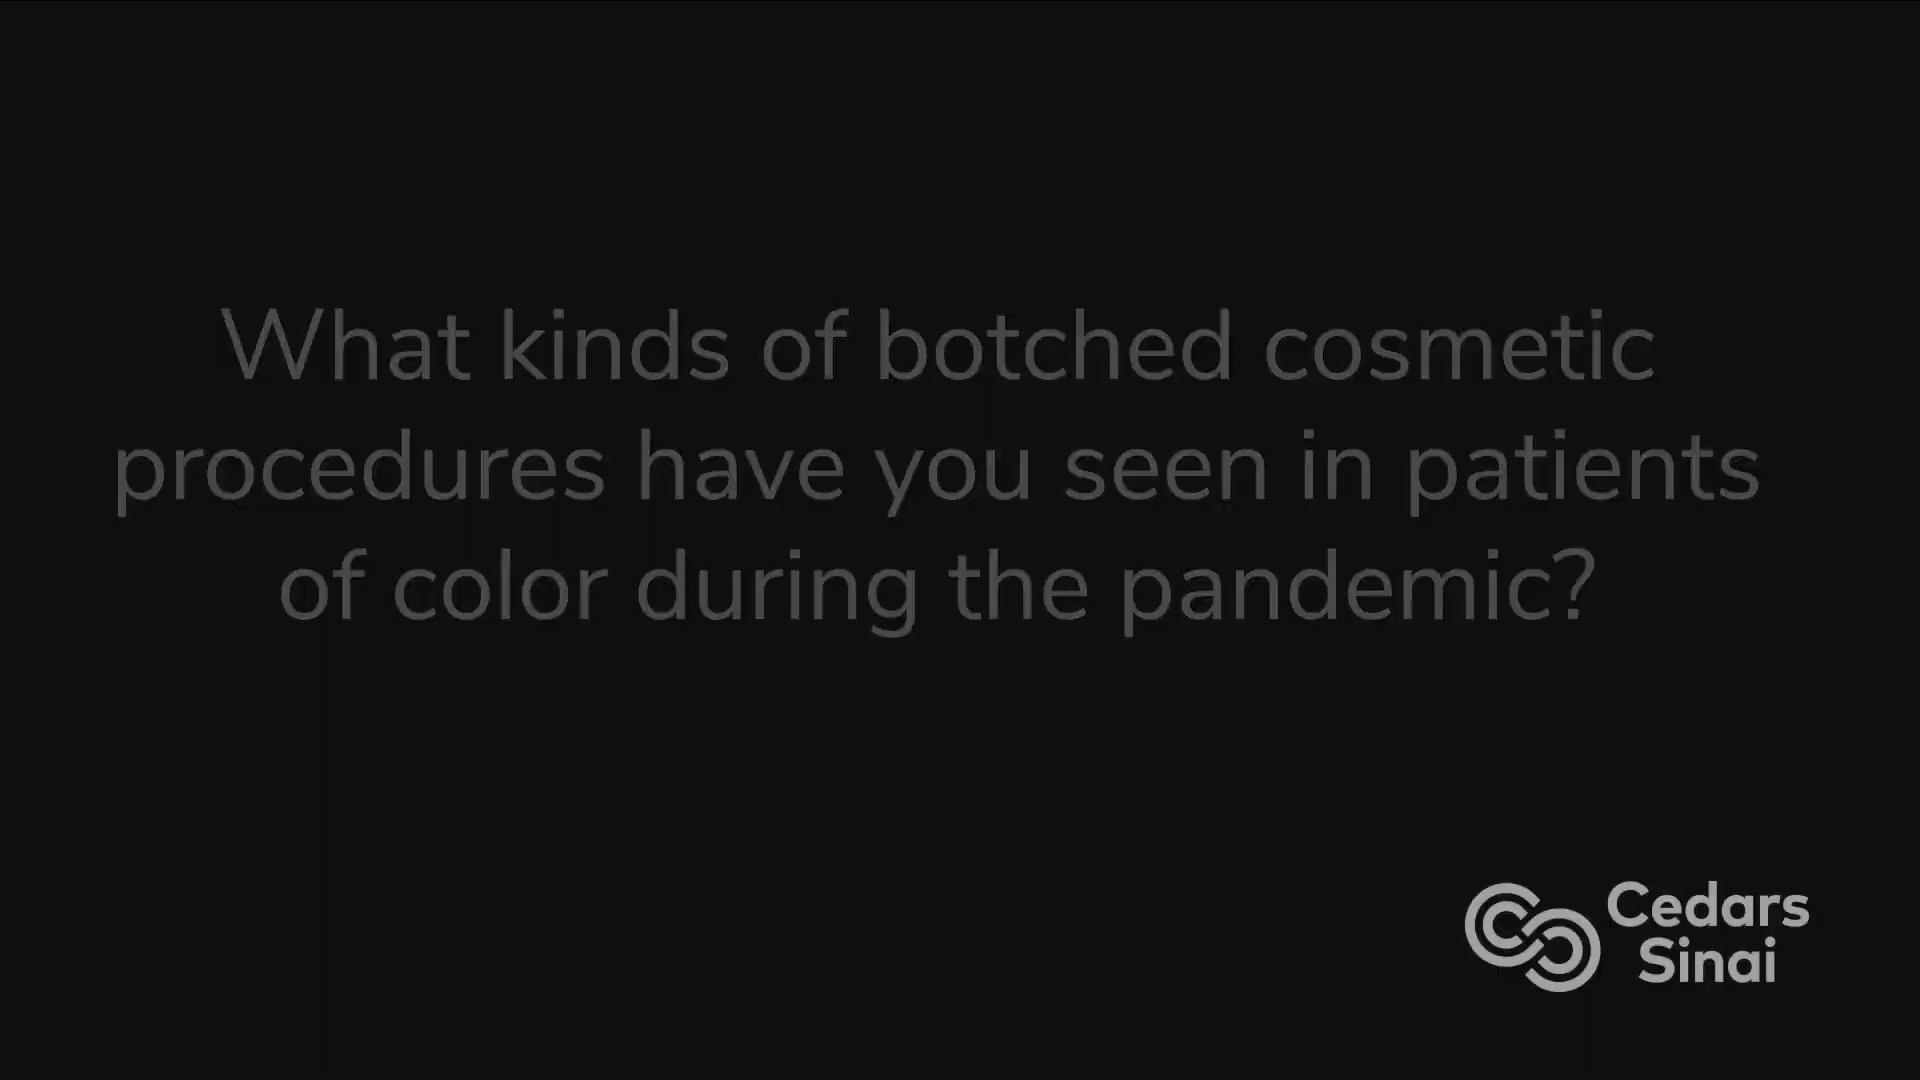 What kinds of botched cosmetic
procedures have you seen in patients
of color during the pandemic?
Cedars
Sinai